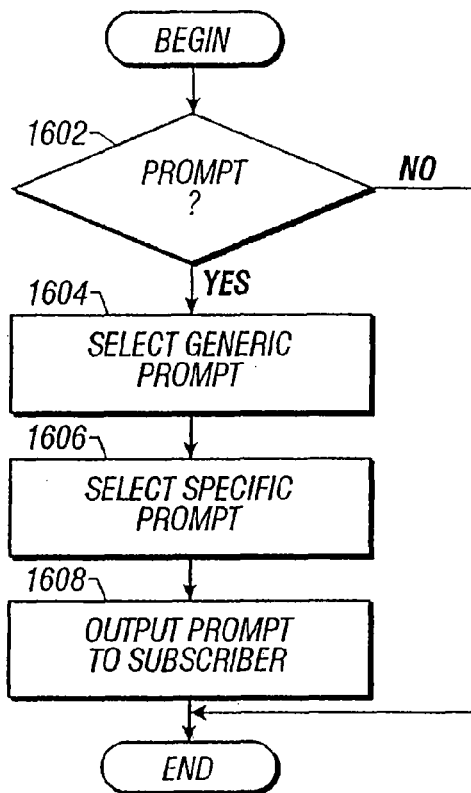 BEGIN
1602
PROMPT
?
NO
YES
1604
SELECT GENERIC
PROMPT
1606
SELECT SPECIFIC
PROMPT
1608
OUTPUT PROMPT
TO SUBSCRIBER
END